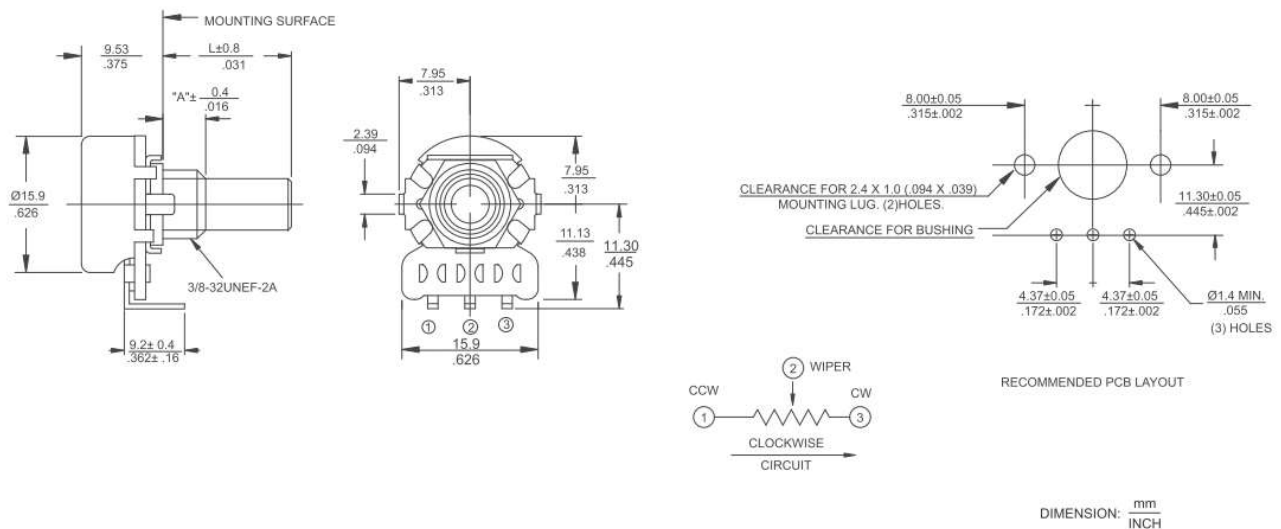 MOUNTING SURFACE
9.53
.375
L±0.8
.031
"A"± 0.4
.016
Ø15.9
.626
3/8-32UNEF-2A
9.2± 0.4
.362± .16
7.95
.313
2.39
.094
7.95
.313
11.13
.438
11.30
.445
1 2 3
15.9
.626
8.00±0.05
.315±.002
8.00±0.05
.315±.002
CLEARANCE FOR 2.4 X 1.0 (.094 X .039)
MOUNTING LUG. (2)HOLES.
CLEARANCE FOR BUSHING
11.30±0.05
.445±.002
4.37±0.05
.172±.002
4.37±0.05
.172±.002
Ø1.4 MIN.
.055
(3) HOLES
RECOMMENDED PCB LAYOUT
2 WIPER
CCW
CW
1
3
CLOCKWISE
CIRCUIT
DIMENSION: mm
INCH